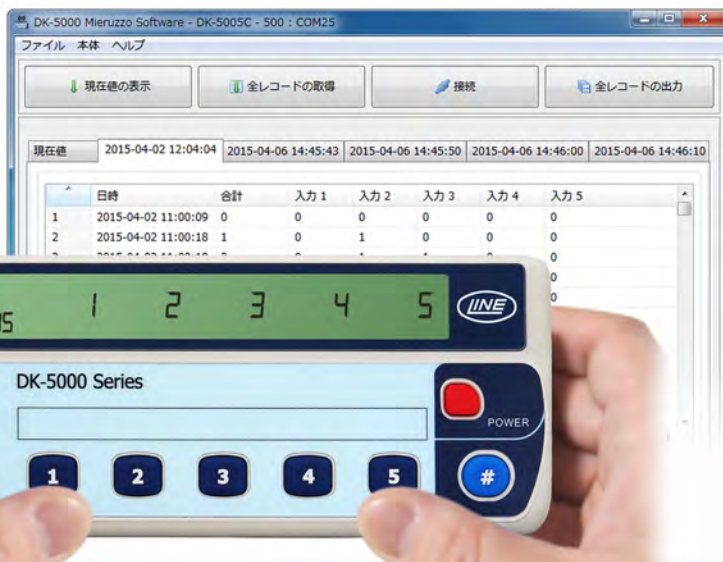 DK-5000 Mieruzzo Software - DK-5005C - 500 : COM25
ファイル 本体 ヘルプ
現在値の表示 全レコードの取得 接続 全レコードの出力
現在値 2015-04-02 12:04:04 2015-04-06 14:45:43 2015-04-06 14:45:50 2015-04-06 14:46:00 2015-04-06 14:46:10
日時 合計 入力 1 入力 2 入力 3 入力 4 入力 5
1 2015-04-02 11:00:09 0 0 0 0 0 0
2 2015-04-02 11:00:18 1 0 1 0 0 0
0
0
0
1 2 3 4 5 LINE
DK-5000 Series
POWER
1 2 3 4 5 #